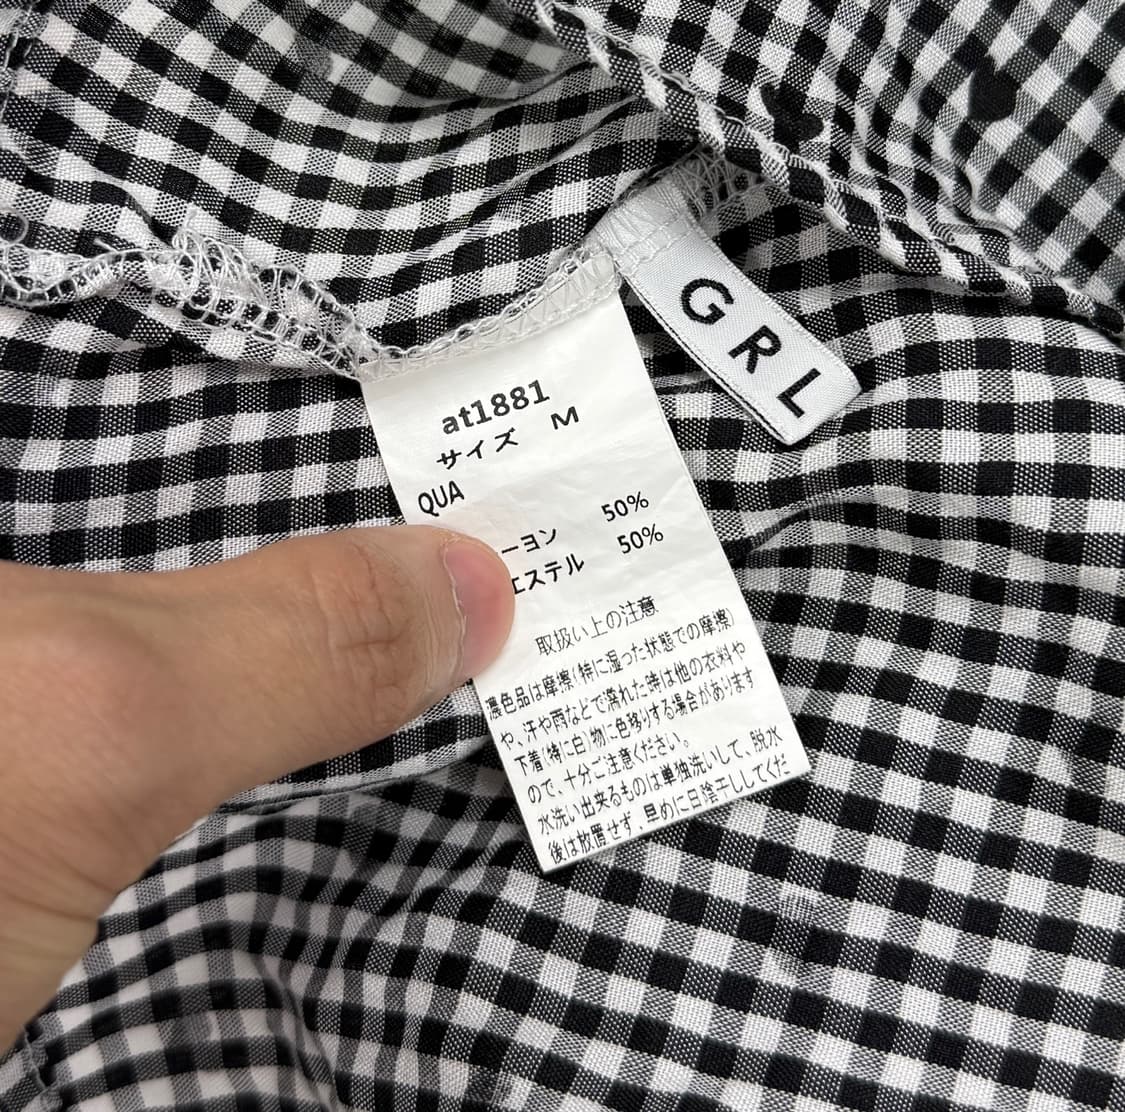 GRL
at1881
サイズ M
QUA
ーヨン 50%
エステル 50%
取扱い上の注意
濃色品は摩擦(特に湿った状態での摩擦)
や、汗や雨などで濡れた時は他の衣料や
下着(特に白)物に色移りする場合があります
ので、十分ご注意ください。
水洗い出来るものは単独洗いして、脱水
後は放置せず、早めに日陰干ししてくだ